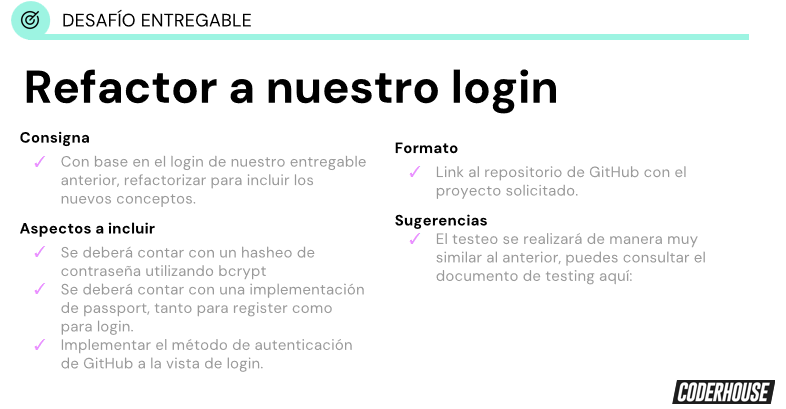 DESAFÍO ENTREGABLE
Refactor a nuestro login
Consigna
✓ Con base en el login de nuestro entregable
anterior, refactorizar para incluir los
nuevos conceptos.
Aspectos a incluir
✓ Se deberá contar con un hasheo de
contraseña utilizando bcrypt
✓ Se deberá contar con una implementación
de passport, tanto para register como
para login.
✓ Implementar el método de autenticación
de GitHub a la vista de login.
Formato
✓ Link al repositorio de GitHub con el
proyecto solicitado.
Sugerencias
✓ El testeo se realizará de manera muy
similar al anterior, puedes consultar el
documento de testing aquí:
CODERHOUSE